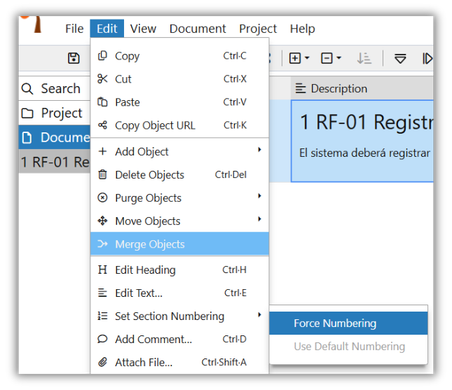 File Edit View Document Project Help
Copy Ctrl-C
Cut Ctrl-X
Paste Ctrl-V
Copy Object URL Ctrl-K
Add Object
Delete Objects Ctrl-Del
Purge Objects
Move Objects
Merge Objects
Edit Heading Ctrl-H
Edit Text... Ctrl-E
Set Section Numbering
Add Comment... Ctrl-D
Attach File... Ctrl-Shift-A
Force Numbering
Use Default Numbering
Search
Project
Docume
1 RF-01 Re
Description
1 RF-01 Registr
El sistema deberá registrar